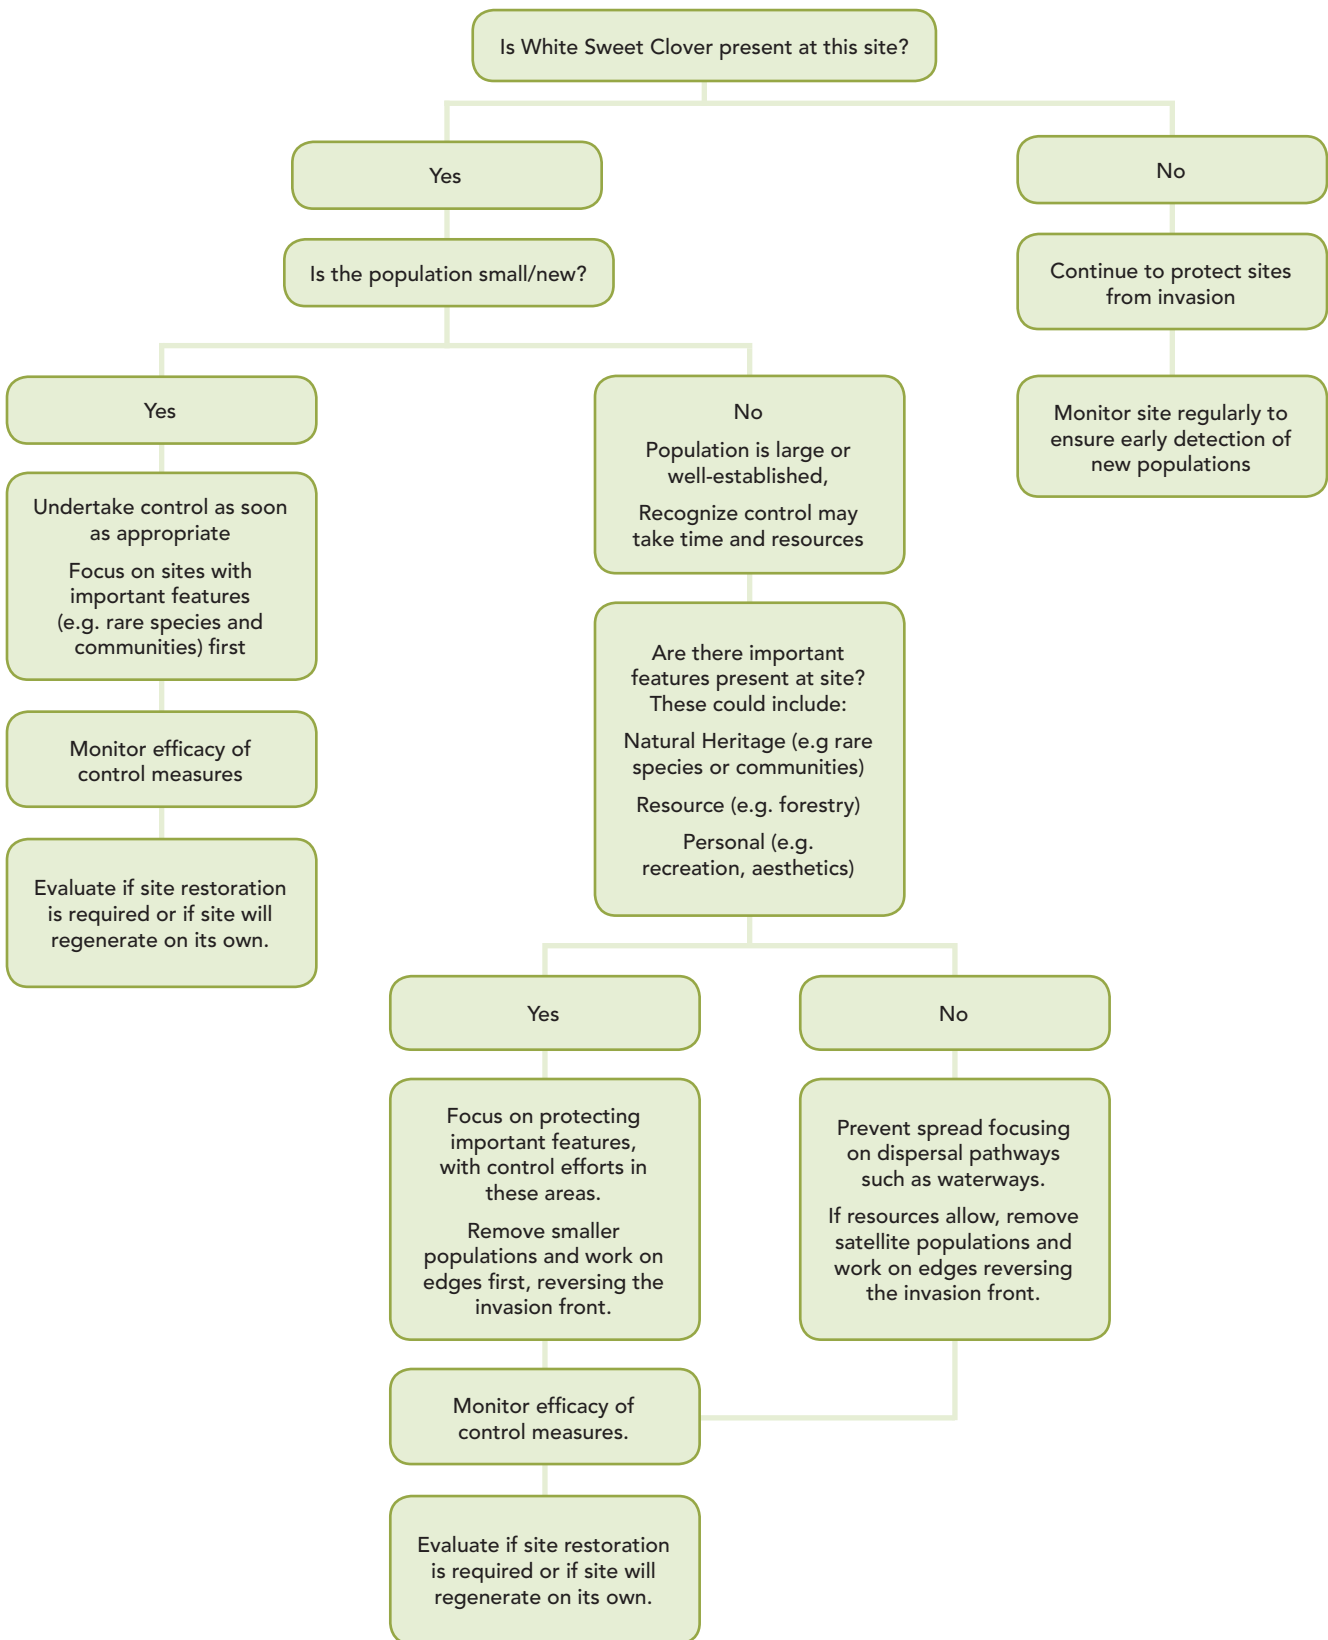 Is White Sweet Clover present at this site?
Yes
No
Is the population small/new?
Continue to protect sites
from invasion
Monitor site regularly to
ensure early detection of
new populations
Yes
Undertake control as soon
as appropriate
Focus on sites with
important features
(e.g. rare species and
communities) first
Monitor efficacy of
control measures
Evaluate if site restoration
is required or if site will
regenerate on its own.
No
Population is large or
well-established,
Recognize control may
take time and resources
Are there important
features present at site?
These could include:
Natural Heritage (e.g rare
species or communities)
Resource (e.g. forestry)
Personal (e.g.
recreation, aesthetics)
Yes
Focus on protecting
important features,
with control efforts in
these areas.
Remove smaller
populations and work on
edges first, reversing the
invasion front.
No
Prevent spread focusing
on dispersal pathways
such as waterways.
If resources allow, remove
satellite populations and
work on edges reversing
the invasion front.
Monitor efficacy of
control measures.
Evaluate if site restoration
is required or if site will
regenerate on its own.